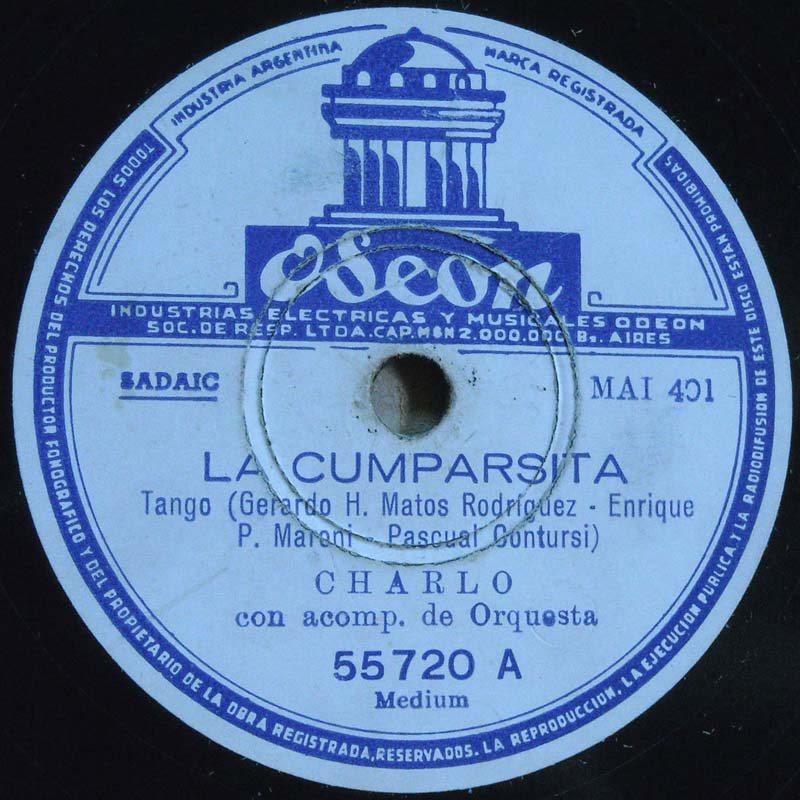 INDUSTRIA ARGENTINA
MARCA REGISTRADA
Odeon
INDUSTRIAS ELECTRICAS Y MUSICALES ODEON
SOC. DE RESP. LTDA. CAP. M$N 2.000.000 Bs. AIRES
SADAIC
MAI 401
LA CUMPARSITA
Tango (Gerardo H. Matos Rodríguez - Enrique
P. Maroni - Pascual Contursi)
CHARLO
con acomp. de Orquesta
55720 A
Medium
TODOS LOS DERECHOS DEL PRODUCTOR FONOGRAFICO Y DEL PROPIETARIO DE LA OBRA REGISTRADA, RESERVADOS. LA REPRODUCCION, LA EJECUCION PUBLICA, Y LA RADIODIFUSION DE ESTE DISCO ESTAN PROHIBIDAS